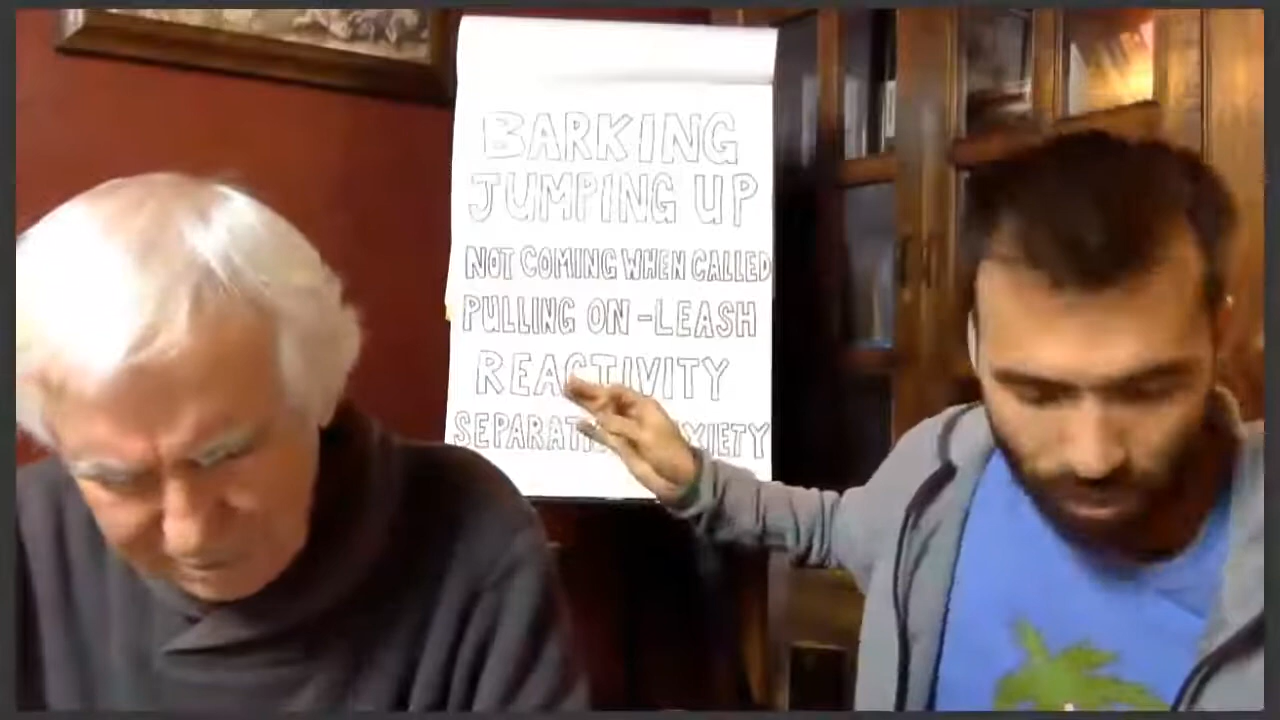 BARKING
JUMPING UP
NOT COMING WHEN CALLED
PULLING ON-LEASH
REACTIVITY